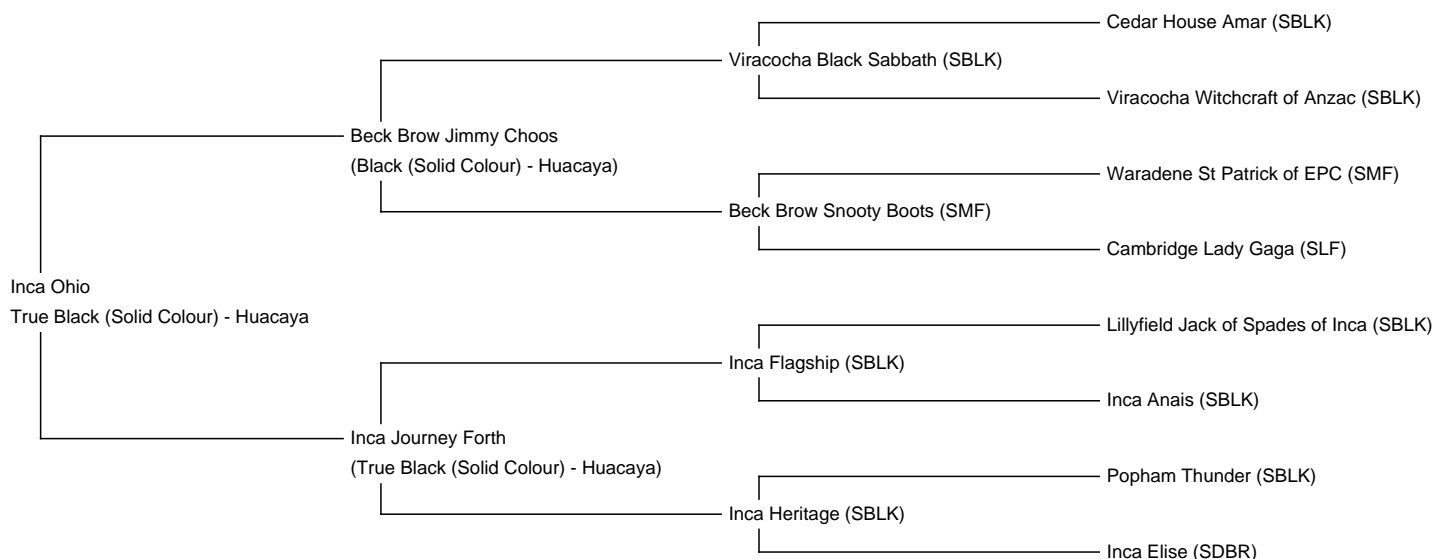 Cedar House Amar (SBLK)
Viracocha Black Sabbath (SBLK)
Viracocha Witchcraft of Anzac (SBLK)
Beck Brow Jimmy Choos
(Black (Solid Colour) - Huacaya)
Waradene St Patrick of EPC (SMF)
Beck Brow Snooty Boots (SMF)
Cambridge Lady Gaga (SLF)
Inca Ohio
True Black (Solid Colour) - Huacaya
Lillyfield Jack of Spades of Inca (SBLK)
Inca Flagship (SBLK)
Inca Anais (SBLK)
Inca Journey Forth
(True Black (Solid Colour) - Huacaya)
Popham Thunder (SBLK)
Inca Heritage (SBLK)
Inca Elise (SDBR)